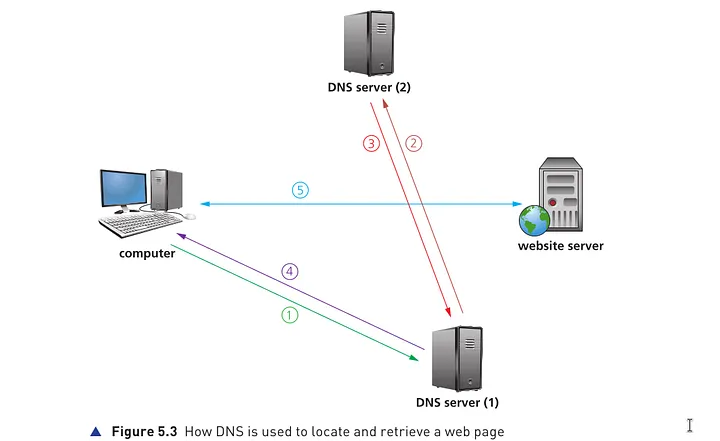 DNS server (2)
3
2
5
computer
website server
4
1
DNS server (1)
▲ Figure 5.3 How DNS is used to locate and retrieve a web page